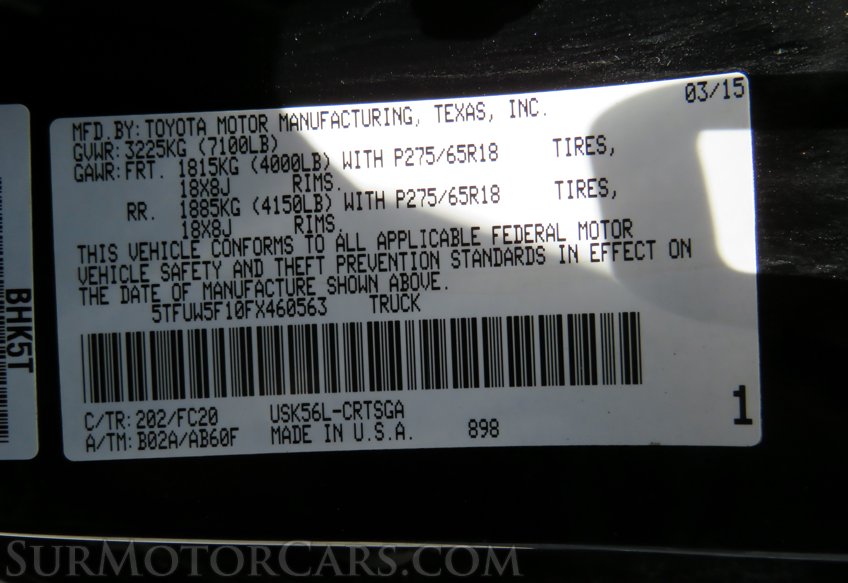 03/15
MFD. BY: TOYOTA MOTOR MANUFACTURING, TEXAS, INC.
GVWR: 3225KG (7100LB)
GAWR: FRT. 1815KG (4000LB) WITH P275/65R18 TIRES,
18X8J RIMS.
RR. 1885KG (4150LB) WITH P275/65R18 TIRES,
18X8J RIMS.
THIS VEHICLE CONFORMS TO ALL APPLICABLE FEDERAL MOTOR
VEHICLE SAFETY AND THEFT PREVENTION STANDARDS IN EFFECT ON
THE DATE OF MANUFACTURE SHOWN ABOVE.
5TFUW5F10FX460563 TRUCK
C/TR: 202/FC20 USK56L-CRTSGA
A/TM: B02A/AB60F MADE IN U.S.A. 898
1
BHK5T
SURMOTORCARS.COM